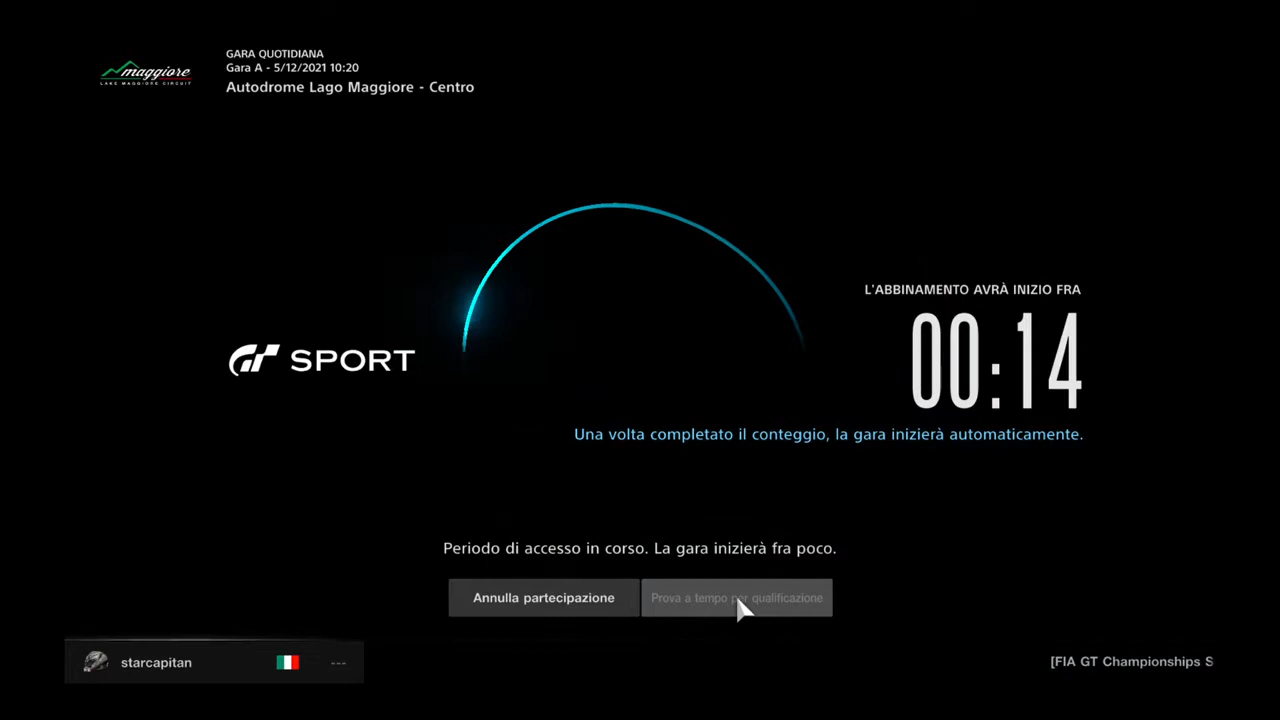 maggiore
LAKE MAGGIORE CIRCUIT
GARA QUOTIDIANA
Gara A - 5/12/2021 10:20
Autodrome Lago Maggiore - Centro
L'ABBINAMENTO AVRÀ INIZIO FRA
00:14
GT SPORT
Una volta completato il conteggio, la gara inizierà automaticamente.
Periodo di accesso in corso. La gara inizierà fra poco.
Annulla partecipazione
Prova a tempo per qualificazione
starcapitan
---
[FIA GT Championships S